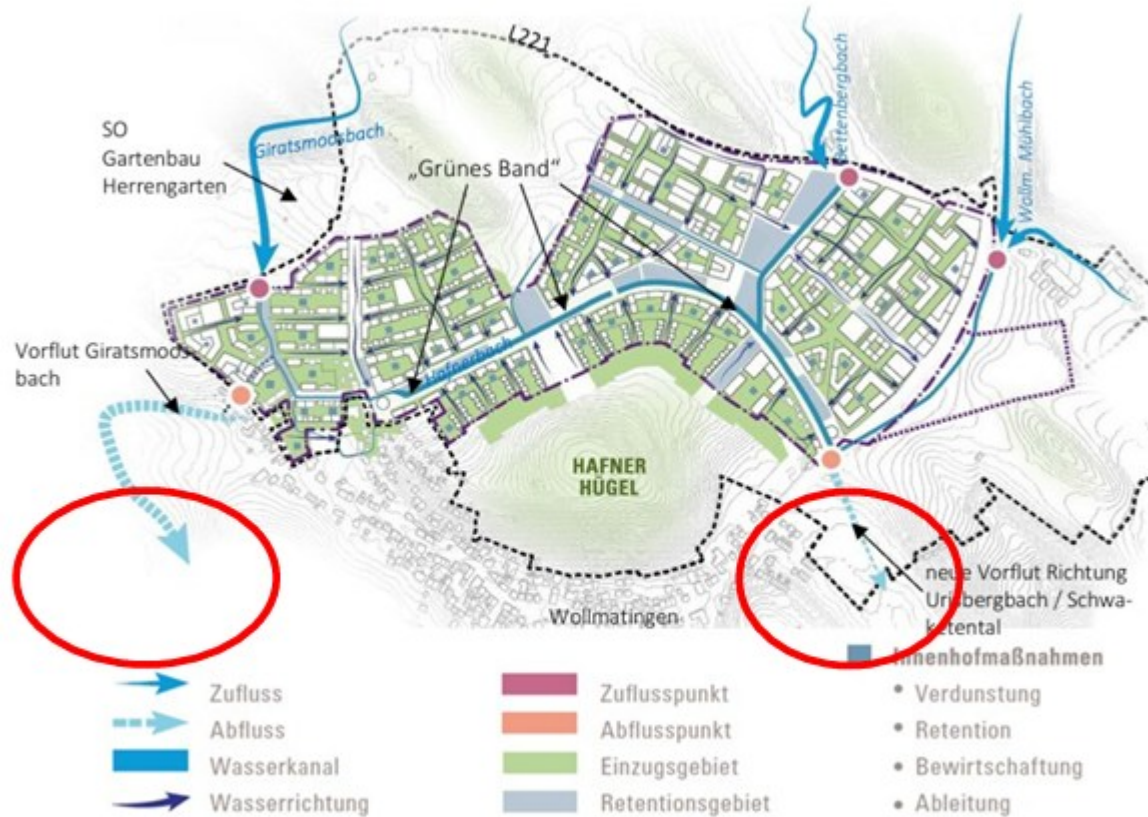 L221
SO
Gartenbau
Herrengarten
Giratsmoosbach
„Grünes Band“
Wollm. Mühlbach
Vorflut Giratsmoos-
bach
Hafnerbach
HAFNER
HÜGEL
Wollmatingen
neue Vorflut Richtung
Urisbergbach / Schwa-
ketental
Zufluss
Abfluss
Wasserkanal
Wasserrichtung
Zuflusspunkt
Abflusspunkt
Einzugsgebiet
Retentionsgebiet
Innenhofmaßnahmen
• Verdunstung
• Retention
• Bewirtschaftung
• Ableitung